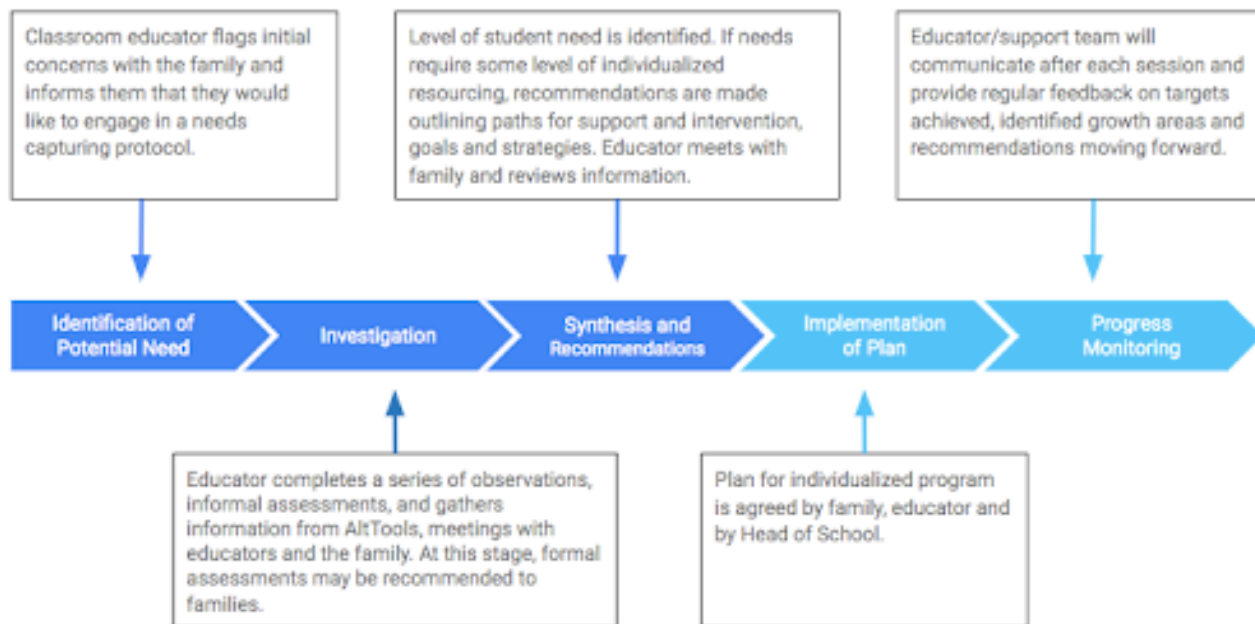 Classroom educator flags initial
concerns with the family and
informs them that they would
like to engage in a needs
capturing protocol.
Level of student need is identified. If needs
require some level of individualized
resourcing, recommendations are made
outlining paths for support and intervention,
goals and strategies. Educator meets with
family and reviews information.
Educator/support team will
communicate after each session and
provide regular feedback on targets
achieved, identified growth areas and
recommendations moving forward.
Identification of
Potential Need
Investigation
Synthesis and
Recommendations
Implementation
of Plan
Progress
Monitoring
Educator completes a series of observations,
informal assessments, and gathers
information from AltTools, meetings with
educators and the family. At this stage, formal
assessments may be recommended to
families.
Plan for individualized program
is agreed by family, educator and
by Head of School.